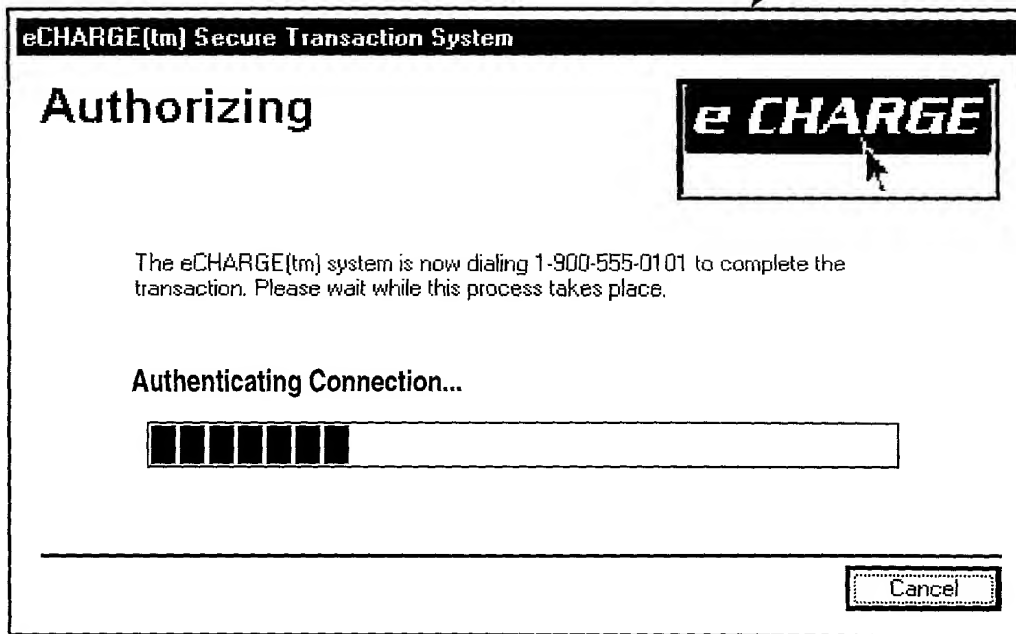 eCHARGE(tm) Secure Transaction System
Authorizing
e CHARGE
The eCHARGE(tm) system is now dialing 1-900-555-0101 to complete the
transaction. Please wait while this process takes place.
Authenticating Connection...
Cancel